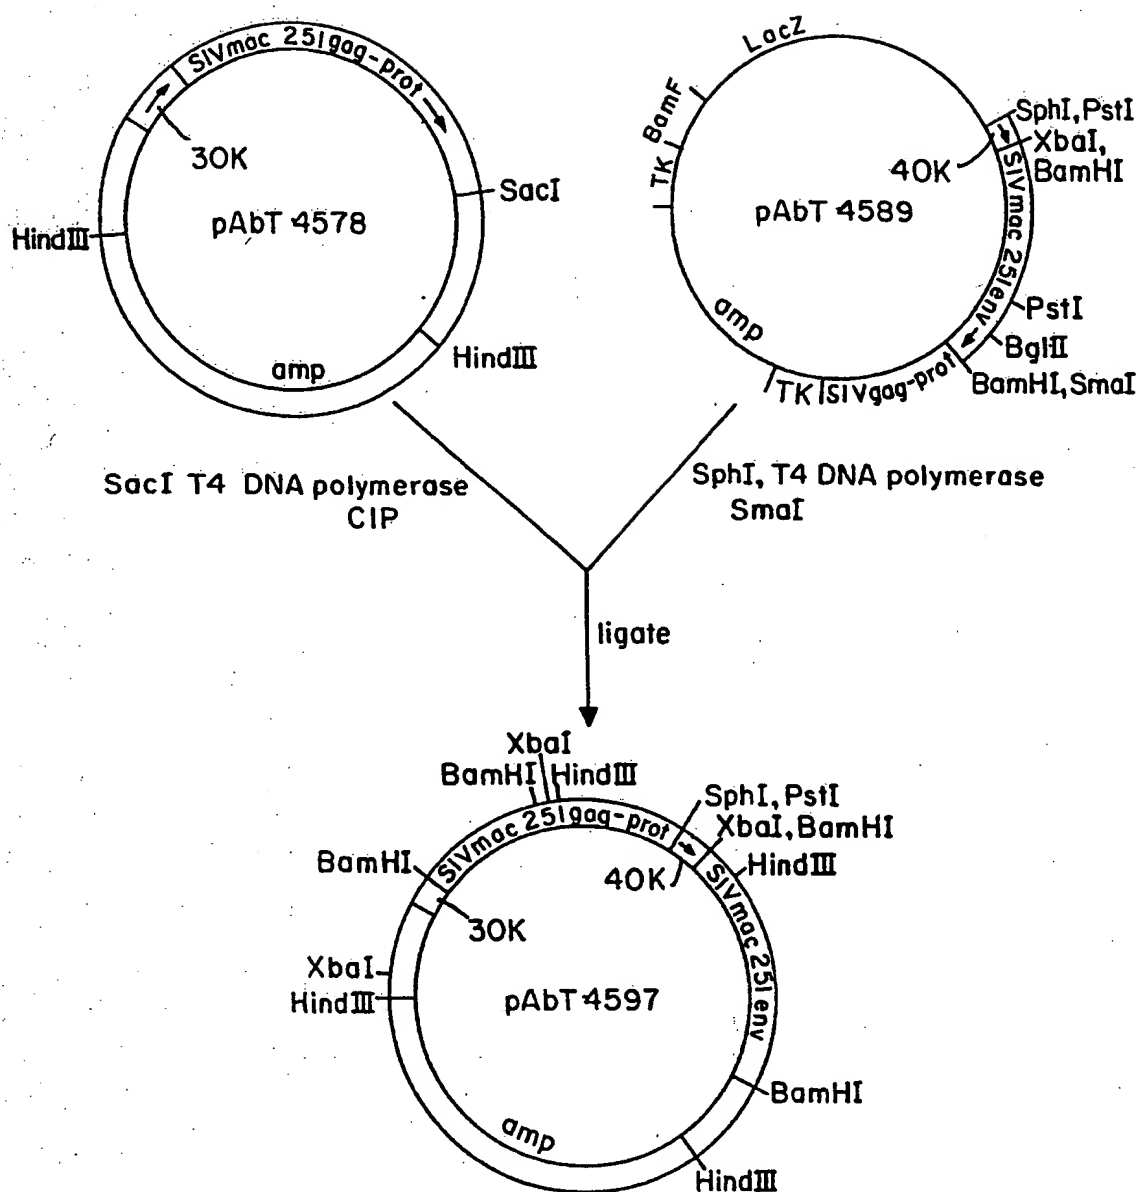 SIVmac 251gag-prot
30K
SacI
pAbT 4578
HindIII
HindIII
amp
LacZ
BamF
TK
SphI, PstI
XbaI,
BamHI
40K
pAbT 4589
SIVmac 251env
PstI
BglII
BamHI, SmaI
amp
TK
SIVgag-prot
SacI T4 DNA polymerase
CIP
SphI, T4 DNA polymerase
SmaI
ligate
XbaI
BamHI
HindIII
SphI, PstI
XbaI, BamHI
HindIII
SIVmac 251gag-prot
BamHI
40K
30K
SIVmac 251 env
XbaI
HindIII
pAbT 4597
BamHI
amp
HindIII